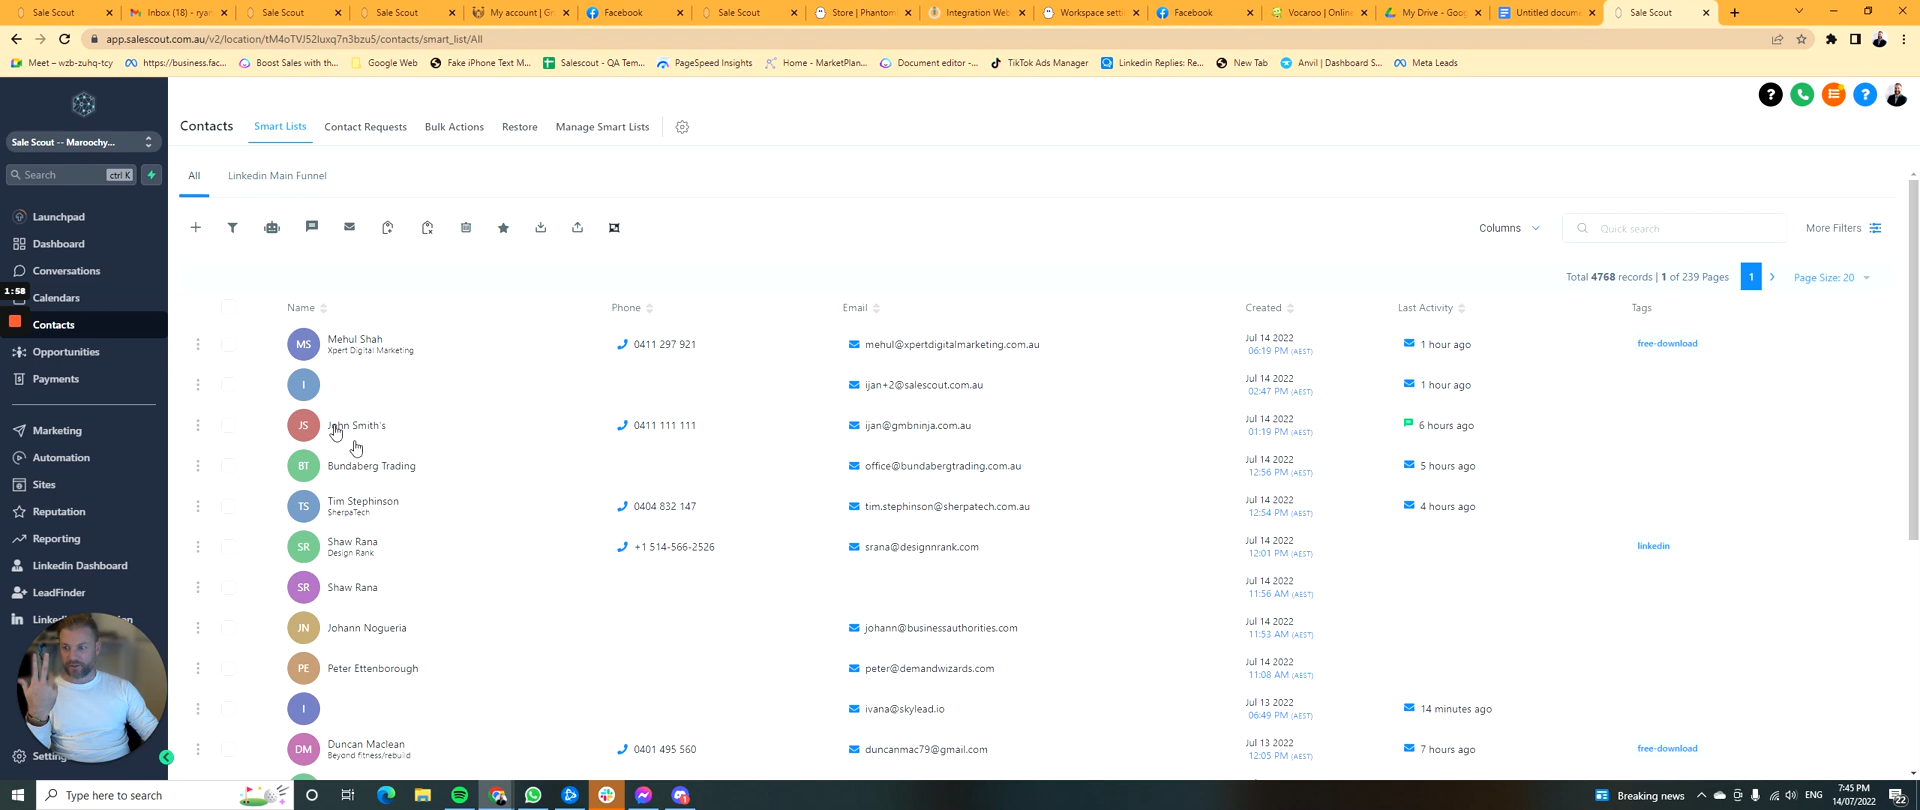 Sale Scout
Inbox (18) - ryan
Sale Scout
Sale Scout
My account | Gr
Facebook
Sale Scout
Store | Phantom
Integration Web
Workspace setti
Facebook
Vocaroo | Online
My Drive - Goog
Untitled docum
Sale Scout
app.salescout.com.au/v2/location/tM4oTVJ52luxq7n3bzu5/contacts/smart_list/All
Meet – wzb-zuhq-tcy
https://business.fac...
Boost Sales with th...
Google Web
Fake iPhone Text M...
Salescout - QA Tem...
PageSpeed Insights
Home - MarketPlan...
Document editor -...
TikTok Ads Manager
Linkedin Replies: Re...
New Tab
Anvil | Dashboard S...
Meta Leads
Sale Scout -- Maroochy...
Search ctrl K
Launchpad
Dashboard
Conversations
1:58
Calendars
Contacts
Opportunities
Payments
Marketing
Automation
Sites
Reputation
Reporting
Linkedin Dashboard
LeadFinder
Contacts Smart Lists Contact Requests Bulk Actions Restore Manage Smart Lists
All Linkedin Main Funnel
Columns Quick search More Filters
Total 4768 records | 1 of 239 Pages 1 Page Size: 20
Name Phone Email Created Last Activity Tags
MS Mehul Shah 0411 297 921 mehul@xpertdigitalmarketing.com.au Jul 14 2022 1 hour ago free-download
Xpert Digital Marketing 06:19 PM (AEST)
I ijan+2@salescout.com.au Jul 14 2022 1 hour ago
02:47 PM (AEST)
JS John Smith's 0411 111 111 ijan@gmbninja.com.au Jul 14 2022 6 hours ago
01:19 PM (AEST)
BT Bundaberg Trading office@bundabergtrading.com.au Jul 14 2022 5 hours ago
12:56 PM (AEST)
TS Tim Stephinson 0404 832 147 tim.stephinson@sherpatech.com.au Jul 14 2022 4 hours ago
SherpaTech 12:54 PM (AEST)
SR Shaw Rana +1 514-566-2526 srana@designnrank.com Jul 14 2022 linkedin
Design Rank 12:01 PM (AEST)
SR Shaw Rana Jul 14 2022
11:56 AM (AEST)
JN Johann Nogueria johann@businessauthorities.com Jul 14 2022
11:53 AM (AEST)
PE Peter Ettenborough peter@demandwizards.com Jul 14 2022
11:08 AM (AEST)
I ivana@skylead.io Jul 13 2022 14 minutes ago
06:49 PM (AEST)
DM Duncan Maclean 0401 495 560 duncanmac79@gmail.com Jul 13 2022 7 hours ago free-download
Beyond fitness/rebuild 12:05 PM (AEST)
Type here to search
Breaking news
ENG
7:45 PM
14/07/2022
22